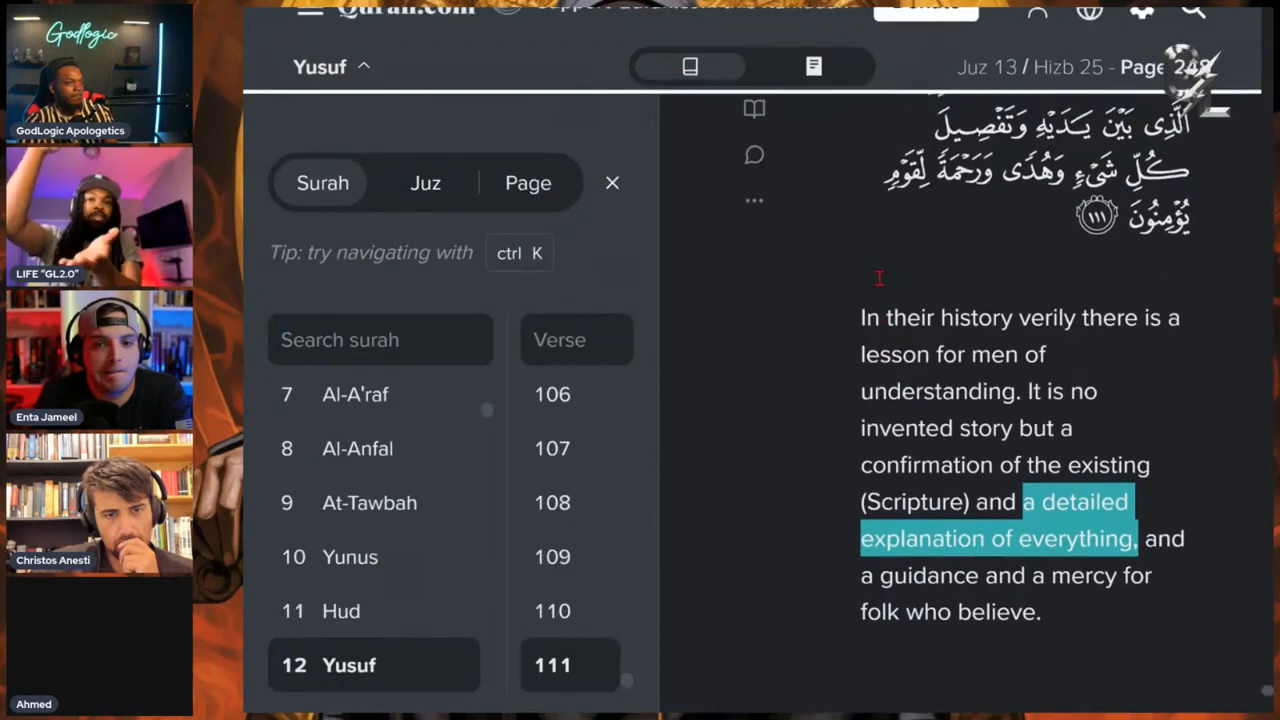 Quran.com
Donate
Yusuf
Juz 13 / Hizb 25 - Page 248
Godlogic
GodLogic Apologetics
LIFE "GL2.0"
Enta Jameel
Christos Anesti
Ahmed
Surah
Juz
Page
Tip: try navigating with
ctrl K
Search surah
Verse
7 Al-A'raf
106
8 Al-Anfal
107
9 At-Tawbah
108
10 Yunus
109
11 Hud
110
12 Yusuf
111
ٱلَّذِى بَيْنَ يَدَيْهِ وَتَفْصِيلَ
كُلِّ شَىْءٍ وَهُدًى وَرَحْمَةً لِّقَوْمٍ
يُؤْمِنُونَ ١١١
In their history verily there is a
lesson for men of
understanding. It is no
invented story but a
confirmation of the existing
(Scripture) and a detailed
explanation of everything, and
a guidance and a mercy for
folk who believe.